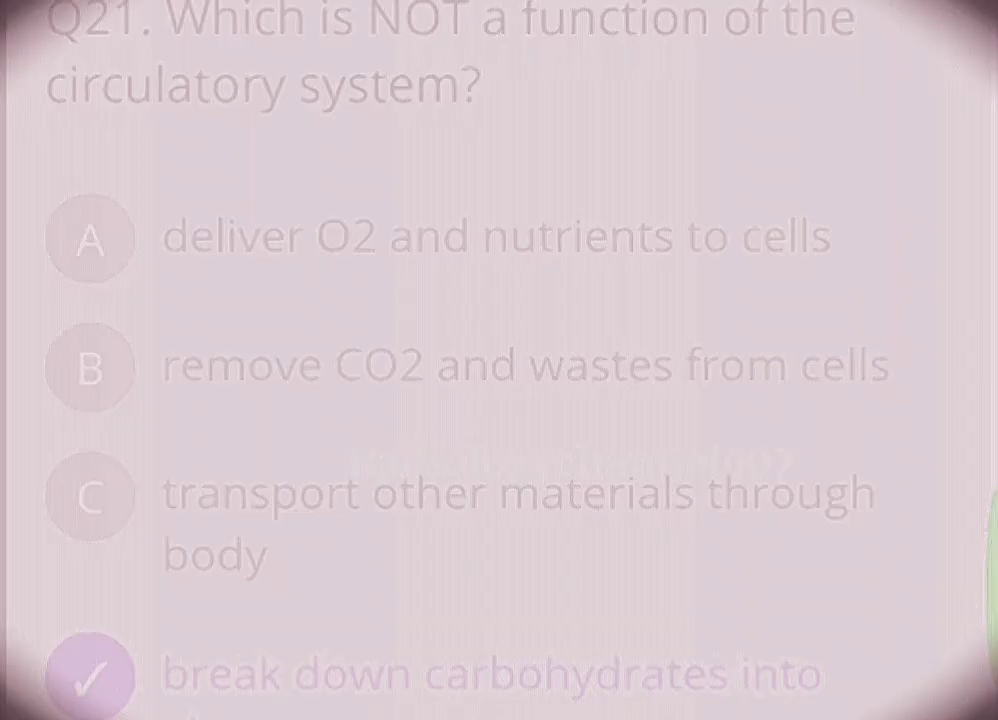 Q21. Which is NOT a function of the
circulatory system?
A deliver O2 and nutrients to cells
B remove CO2 and wastes from cells
C transport other materials through
body
✓ break down carbohydrates into